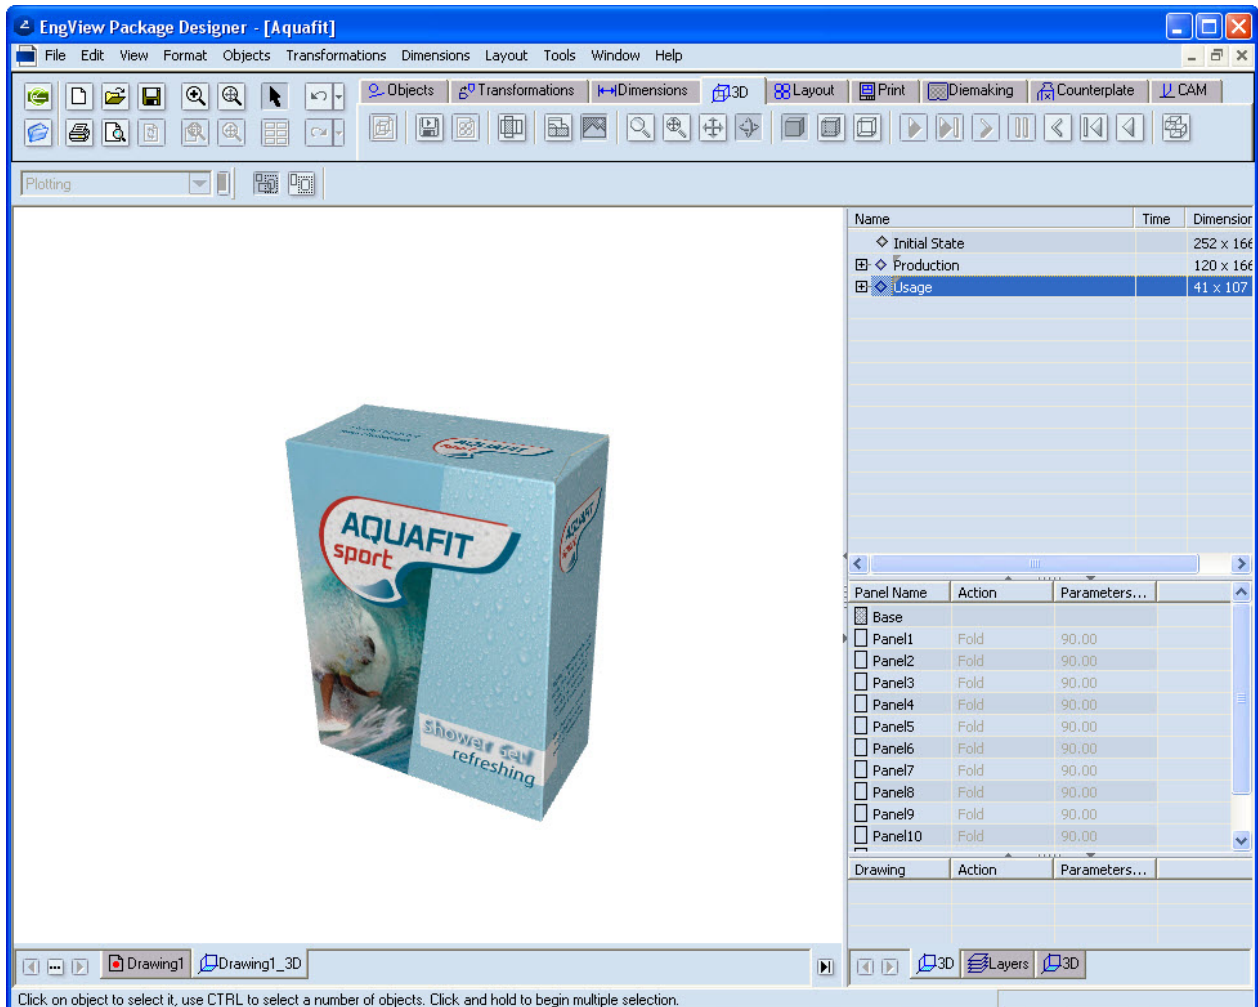 EngView Package Designer - [Aquafit]
File Edit View Format Objects Transformations Dimensions Layout Tools Window Help
Objects Transformations Dimensions 3D Layout Print Diemaking Counterplate CAM
Plotting
Name Time Dimension
Initial State 252 x 166
Production 120 x 166
Usage 41 x 107
AQUAFIT
sport
AQUAFIT
sport
shower Gel
refreshing
Panel Name Action Parameters...
Base
Panel1 Fold 90.00
Panel2 Fold 90.00
Panel3 Fold 90.00
Panel4 Fold 90.00
Panel5 Fold 90.00
Panel6 Fold 90.00
Panel7 Fold 90.00
Panel8 Fold 90.00
Panel9 Fold 90.00
Panel10 Fold 90.00
Drawing Action Parameters...
Drawing1 Drawing1_3D
3D Layers 3D
Click on object to select it, use CTRL to select a number of objects. Click and hold to begin multiple selection.